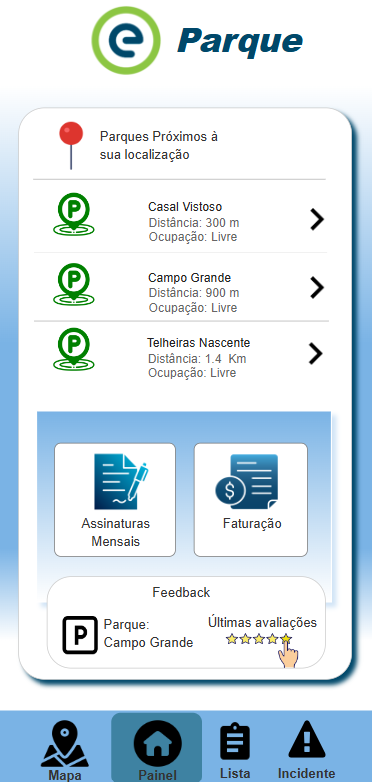 e Parque
Parques Próximos à
sua localização
P
Casal Vistoso
Distância: 300 m
Ocupação: Livre
P
Campo Grande
Distância: 900 m
Ocupação: Livre
P
Telheiras Nascente
Distância: 1.4 Km
Ocupação: Livre
Assinaturas
Mensais
$
Faturação
Feedback
P
Parque:
Campo Grande
Últimas avaliações
Mapa
Painel
Lista
Incidente